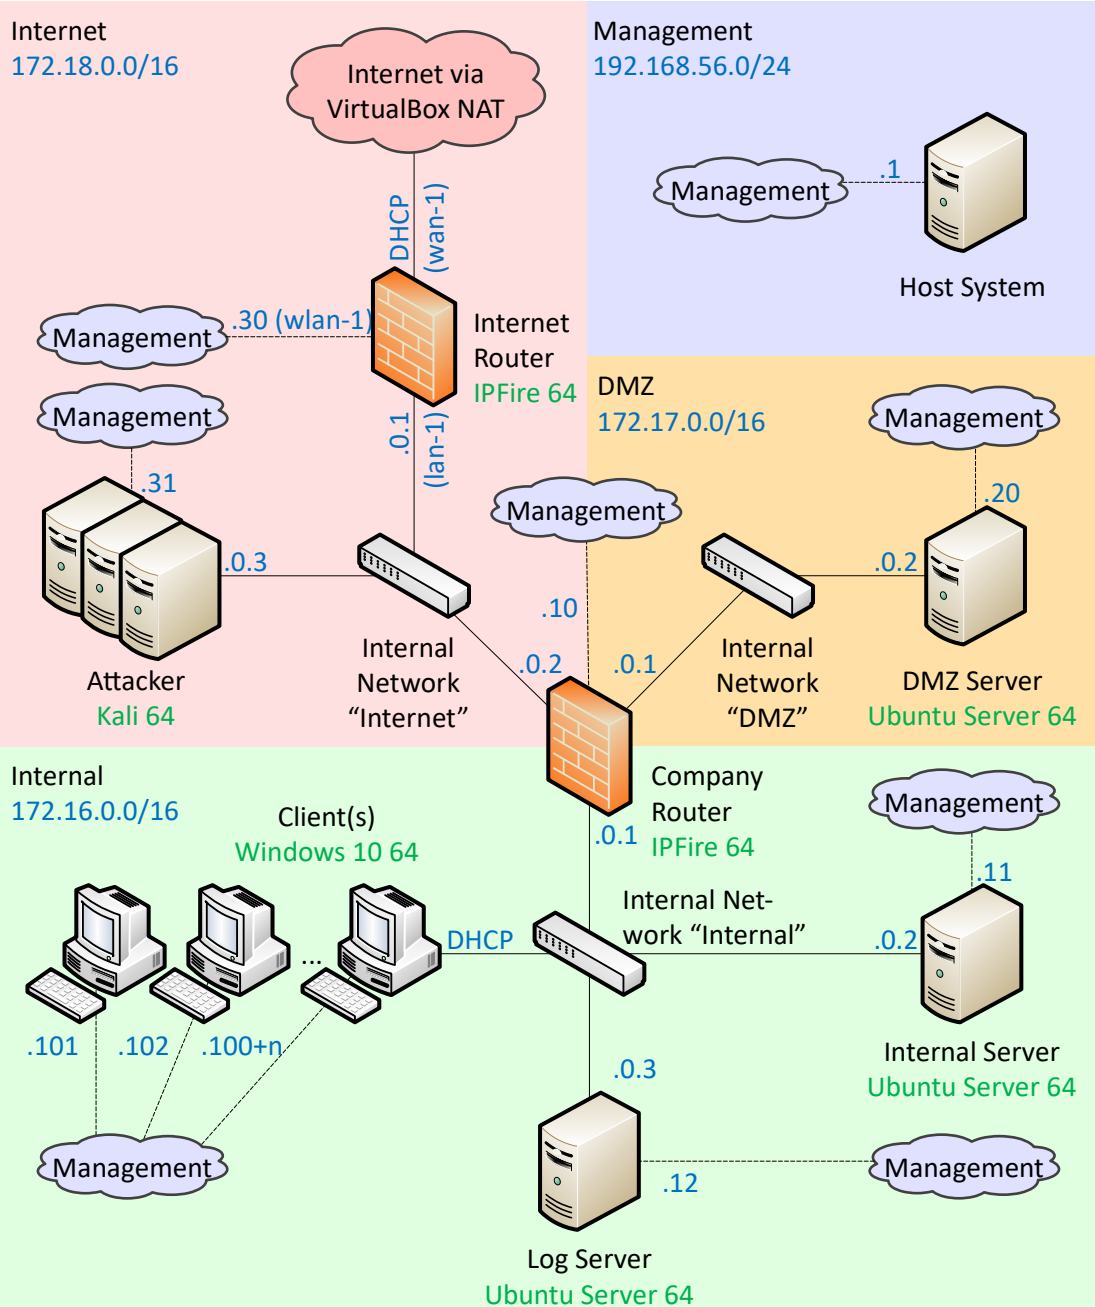 Internet
172.18.0.0/16
Internet via
VirtualBox NAT
DHCP
(wan-1)
Management
.30 (wlan-1)
Internet
Router
IPFire 64
.0.1
(lan-1)
Management
.31
.0.3
Attacker
Kali 64
Internal
Network
“Internet”
.0.2
Management
192.168.56.0/24
Management
.1
Host System
DMZ
172.17.0.0/16
Management
.20
Management
.10
.0.1
.0.2
Internal
Network
“DMZ”
DMZ Server
Ubuntu Server 64
Internal
172.16.0.0/16
Company
Router
IPFire 64
.0.1
Client(s)
Windows 10 64
...
DHCP
.101
.102
.100+n
Management
Internal Net-
work “Internal”
Management
.11
.0.2
Internal Server
Ubuntu Server 64
.0.3
.12
Management
Log Server
Ubuntu Server 64